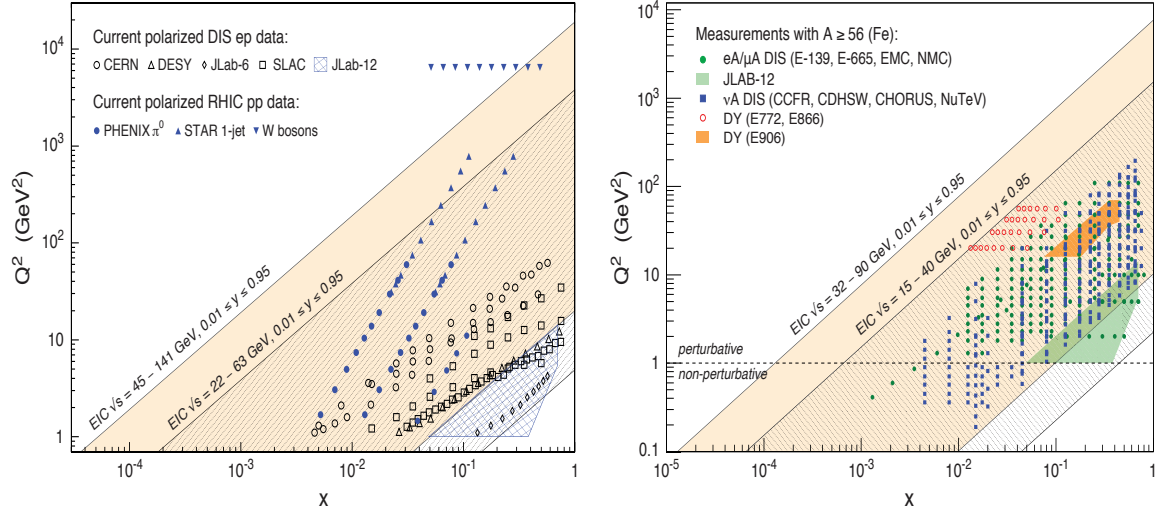 Q² (GeV²)
10⁴
10³
10²
10
1
Current polarized DIS ep data:
CERN DESY JLab-6 SLAC JLab-12
Current polarized RHIC pp data:
PHENIX π⁰ STAR 1-jet W bosons
EIC √s = 45 – 141 GeV, 0.01 ≤ y ≤ 0.95
EIC √s = 22 – 63 GeV, 0.01 ≤ y ≤ 0.95
10⁻⁴ 10⁻³ 10⁻² 10⁻¹ 1
x
Q² (GeV²)
10⁴
10³
10²
10
1
0.1
Measurements with A ≥ 56 (Fe):
eA/μA DIS (E-139, E-665, EMC, NMC)
JLAB-12
νA DIS (CCFR, CDHSW, CHORUS, NuTeV)
DY (E772, E866)
DY (E906)
EIC √s = 32 – 90 GeV, 0.01 ≤ y ≤ 0.95
EIC √s = 15 – 40 GeV, 0.01 ≤ y ≤ 0.95
perturbative
non-perturbative
10⁻⁵ 10⁻⁴ 10⁻³ 10⁻² 10⁻¹ 1
x